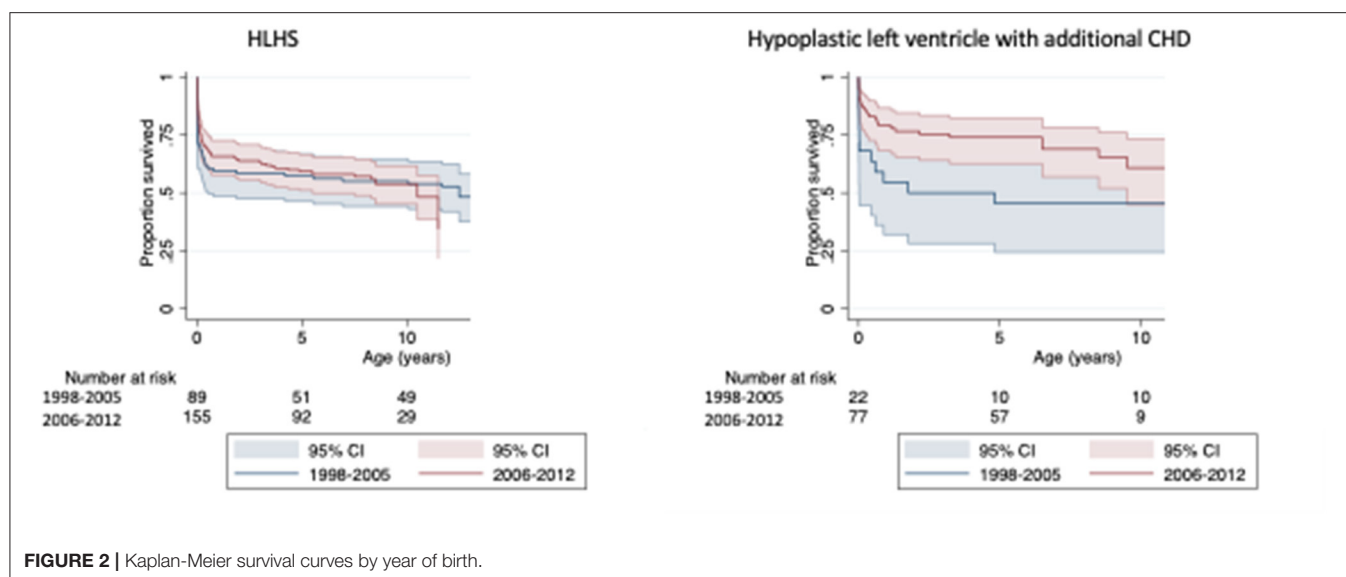 HLHS
Proportion survived
1
.75
.5
.25
0
0 5 10
Age (years)
Number at risk
1998-2005 89 51 49
2006-2012 155 92 29
95% CI 95% CI
1998-2005 2006-2012
Hypoplastic left ventricle with additional CHD
Proportion survived
1
.75
.5
.25
0
0 5 10
Age (years)
Number at risk
1998-2005 22 10 10
2006-2012 77 57 9
95% CI 95% CI
1998-2005 2006-2012
FIGURE 2 | Kaplan-Meier survival curves by year of birth.